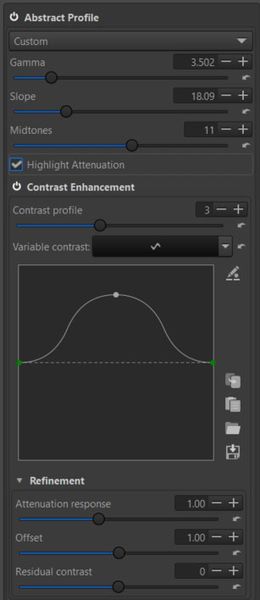 Abstract Profile
Custom
Gamma 3.502
Slope 18.09
Midtones 11
Highlight Attenuation
Contrast Enhancement
Contrast profile 3
Variable contrast:
Refinement
Attenuation response 1.00
Offset 1.00
Residual contrast 0